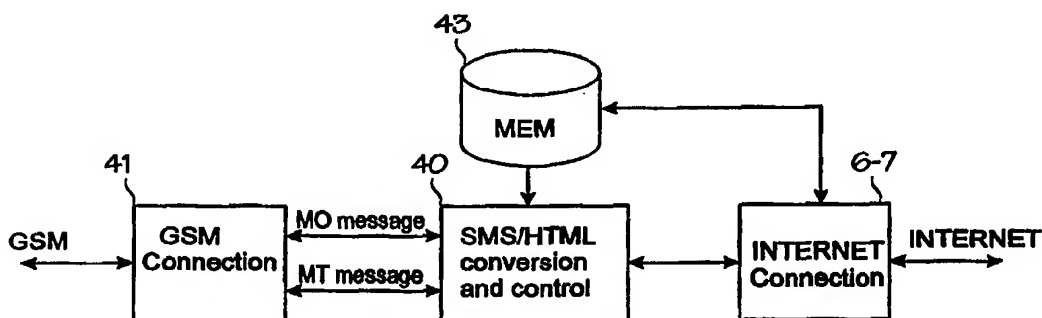 43
MEM
41
40
6-7
GSM
GSM
Connection
MO message
MT message
SMS/HTML
conversion
and control
INTERNET
Connection
INTERNET